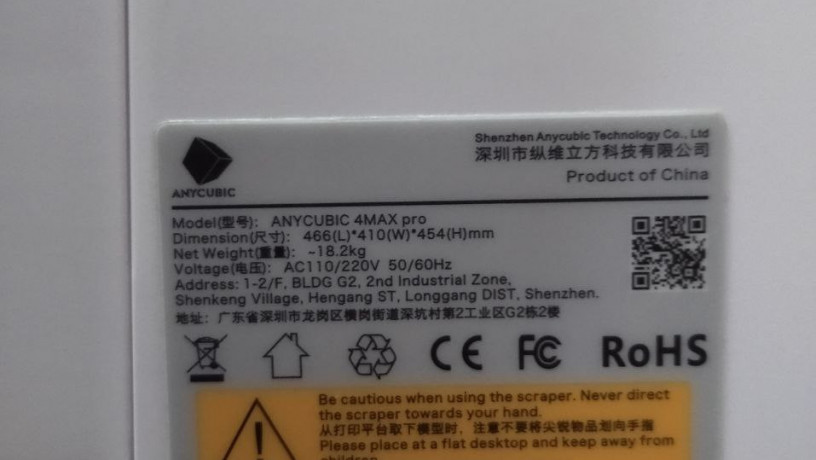 Shenzhen Anycubic Technology Co., Ltd
深圳市纵维立方科技有限公司
Product of China
ANYCUBIC
Model(型号): ANYCUBIC 4MAX pro
Dimension(尺寸): 466(L)*410(W)*454(H)mm
Net Weight(重量): ~18.2kg
Voltage(电压): AC110/220V 50/60Hz
Address: 1-2/F, BLDG G2, 2nd Industrial Zone,
Shenkeng Village, Hengang ST, Longgang DIST, Shenzhen.
地址: 广东省深圳市龙岗区横岗街道深坑村第2工业区G2栋2楼
CE FC RoHS
Be cautious when using the scraper. Never direct
the scraper towards your hand.
从打印平台取下模型时, 注意不要将尖锐物品划向手指
Please place at a flat desktop and keep away from